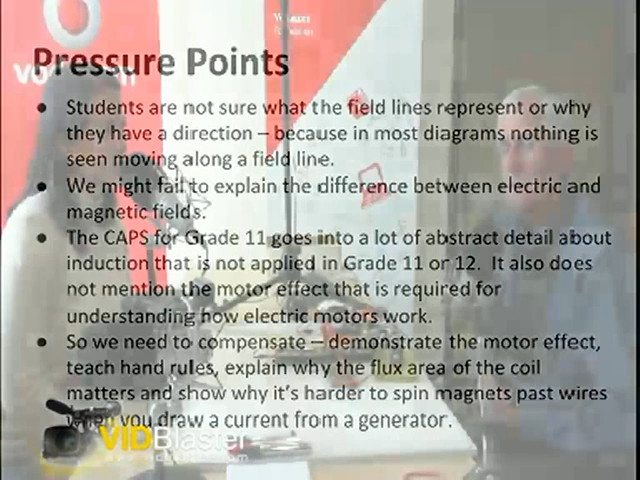 Pressure Points
• Students are not sure what the field lines represent or why
they have a direction – because in most diagrams nothing is
seen moving along a field line.
• We might fail to explain the difference between electric and
magnetic fields.
• The CAPS for Grade 11 goes into a lot of abstract detail about
induction that is not applied in Grade 11 or 12. It also does
not mention the motor effect that is required for
understanding how electric motors work.
• So we need to compensate – demonstrate the motor effect,
teach hand rules, explain why the flux area of the coil
matters and show why it's harder to spin magnets past wires
when you draw a current from a generator.
VIDBlaster